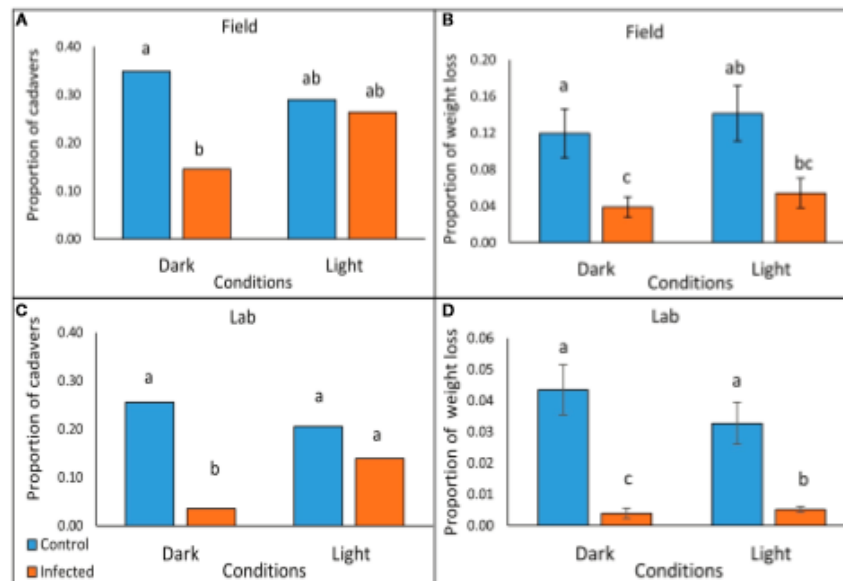 A
Field
Proportion of cadavers
0.40
0.30
0.20
0.10
0.00
a
b
ab
ab
Dark
Light
Conditions
B
Field
Proportion of weight loss
0.20
0.16
0.12
0.08
0.04
0.00
a
c
ab
bc
Dark
Light
Conditions
C
Lab
Proportion of cadavers
0.40
0.30
0.20
0.10
0.00
a
b
a
a
Dark
Light
Conditions
Control
Infected
D
Lab
Proportion of weight loss
0.06
0.05
0.04
0.03
0.02
0.01
0.00
a
c
a
b
Dark
Light
Conditions